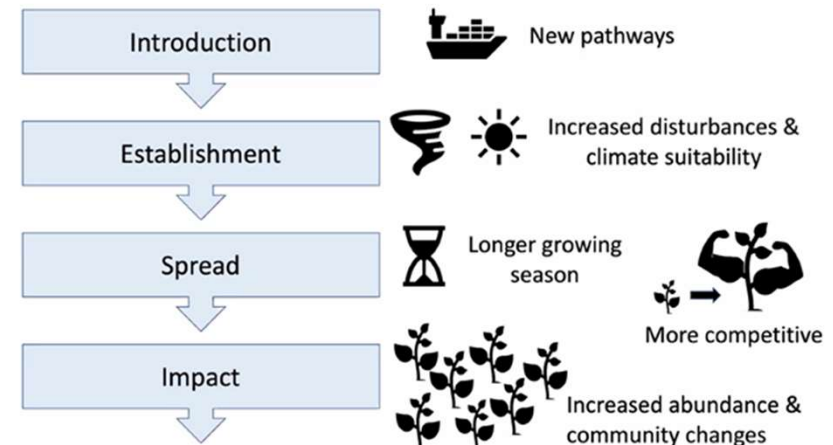 Introduction
New pathways
Establishment
Increased disturbances &
climate suitability
Spread
Longer growing
season
More competitive
Impact
Increased abundance &
community changes